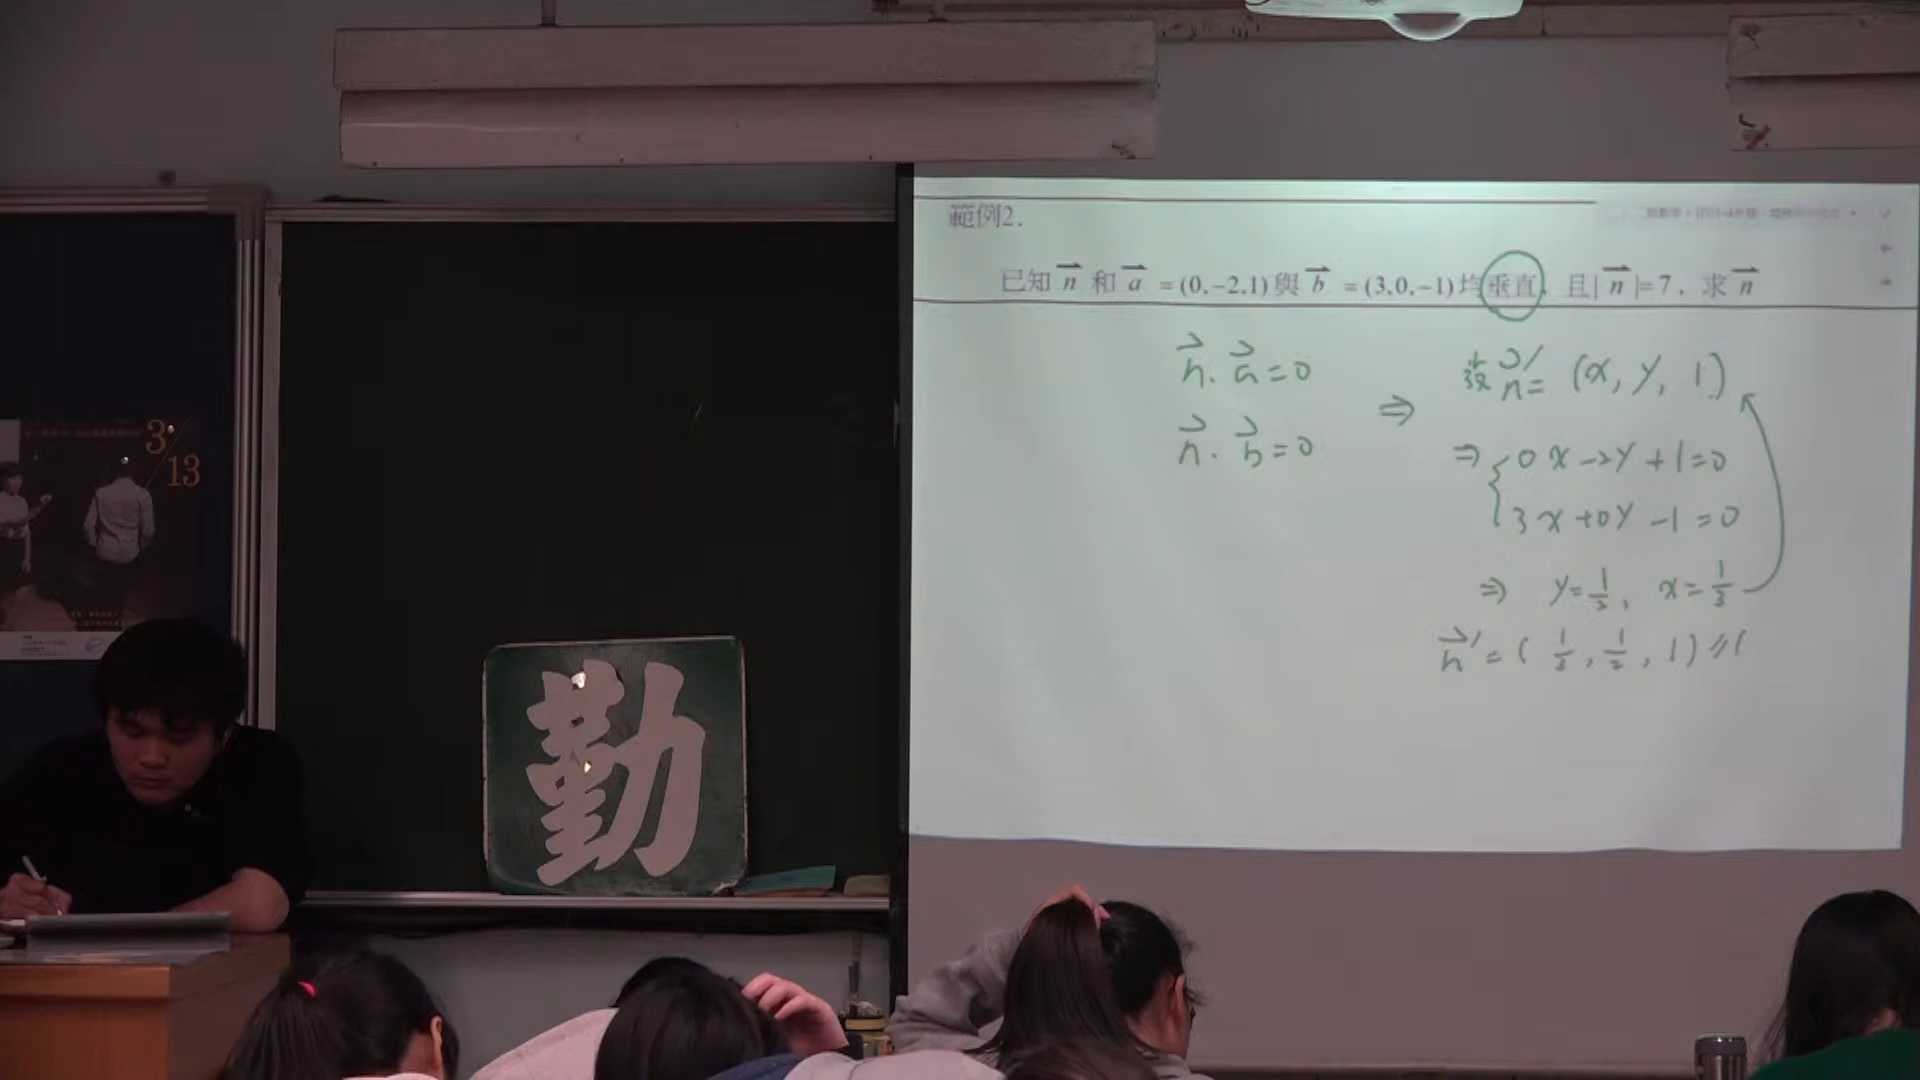 3/13
勤
範例2.
已知 n⃗ 和 a⃗ =(0,−2,1)與 b⃗ =(3,0,−1)均垂直, 且|n⃗|=7, 求 n⃗
n⃗·a⃗=0
n⃗·b⃗=0
⇒ 設 n⃗'= (x, y, 1)
⇒ { 0x−2y+1=0
3x+0y−1=0
⇒ y=1/2, x=1/3
n⃗' = (1/3, 1/2, 1) //